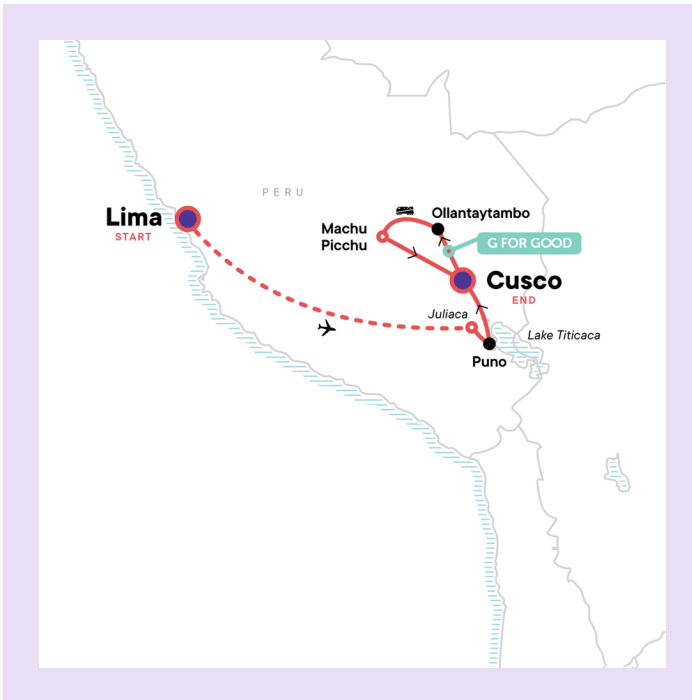 PERU
Lima
START
Ollantaytambo
Machu
Picchu
G FOR GOOD
Cusco
END
Juliaca
Lake Titicaca
Puno